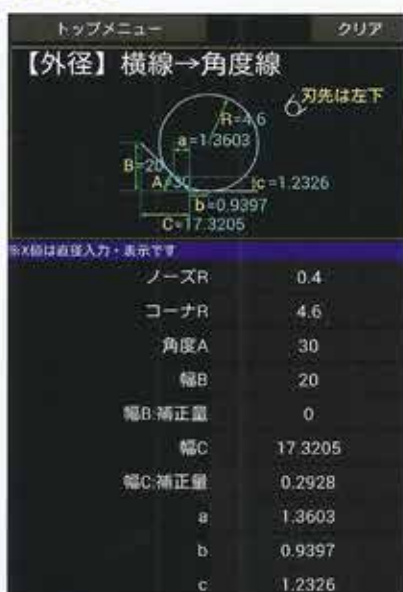 トップメニュー クリア
【外径】横線→角度線
刃先は左下
R=4.6
a=1.3603
B=20
A=30
c=1.2326
b=0.9397
C=17.3205
※X値は直径入力・表示です
ノーズR 0.4
コーナR 4.6
角度A 30
幅B 20
幅B:補正量 0
幅C 17.3205
幅C:補正量 0.2928
a 1.3603
b 0.9397
c 1.2326